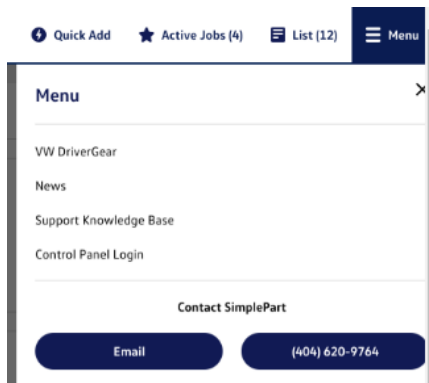 Quick Add Active Jobs (4) List (12) Menu
Menu
VW DriverGear
News
Support Knowledge Base
Control Panel Login
Contact SimplePart
Email (404) 620-9764